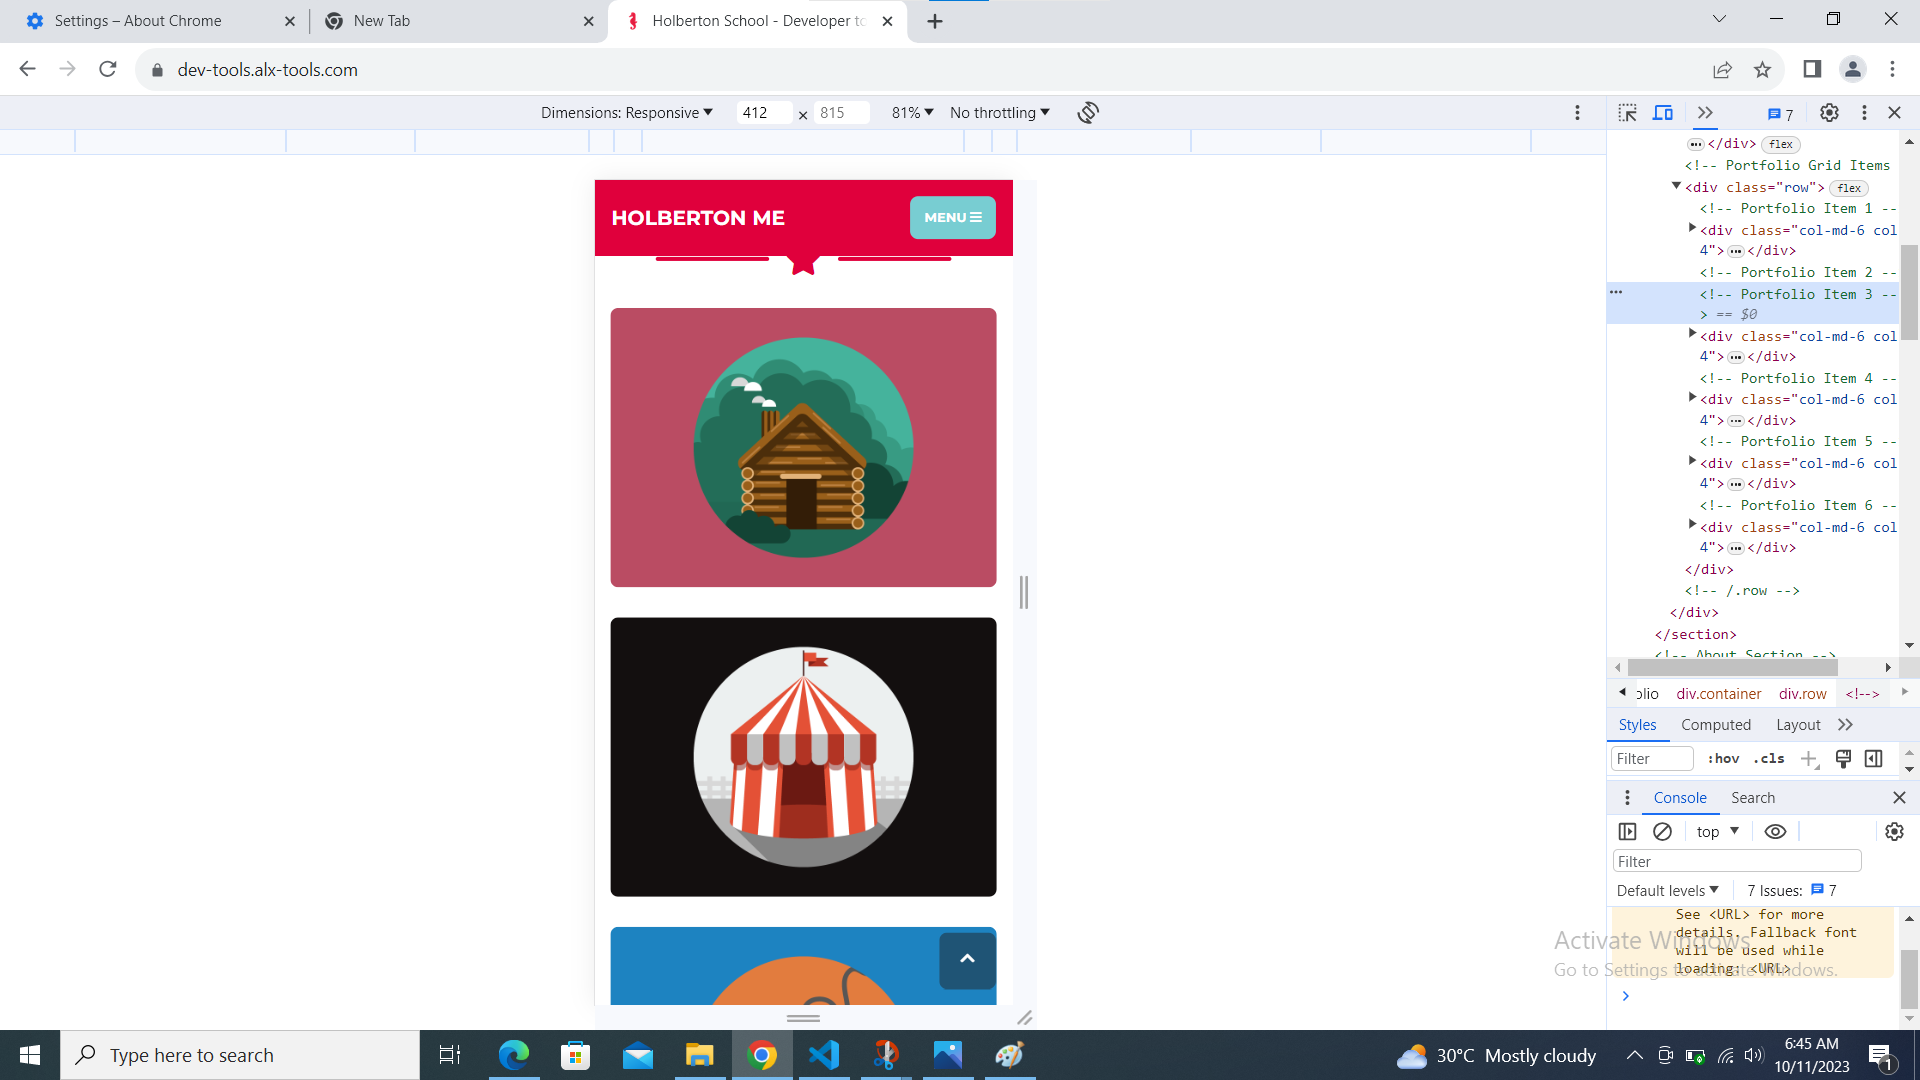 Settings – About Chrome
New Tab
Holberton School - Developer to
dev-tools.alx-tools.com
Dimensions: Responsive
412 × 815
81%
No throttling
7
HOLBERTON ME
MENU
</div> flex
<!-- Portfolio Grid Items
<div class="row"> flex
<!-- Portfolio Item 1 --
<div class="col-md-6 col
4"> </div>
<!-- Portfolio Item 2 --
<!-- Portfolio Item 3 --
> == $0
<div class="col-md-6 col
4"> </div>
<!-- Portfolio Item 4 --
<div class="col-md-6 col
4"> </div>
<!-- Portfolio Item 5 --
<div class="col-md-6 col
4"> </div>
<!-- Portfolio Item 6 --
<div class="col-md-6 col
4"> </div>
</div>
<!-- /.row -->
</div>
</section>
<!-- About Section -->
olio div.container div.row <!-->
Styles Computed Layout
Filter :hov .cls
Console Search
top
Filter
Default levels 7 Issues: 7
See <URL> for more
details. Fallback font
will be used while
loading: <URL>
Activate Windows
Go to Settings to activate Windows.
Type here to search
30°C Mostly cloudy
6:45 AM
10/11/2023
1